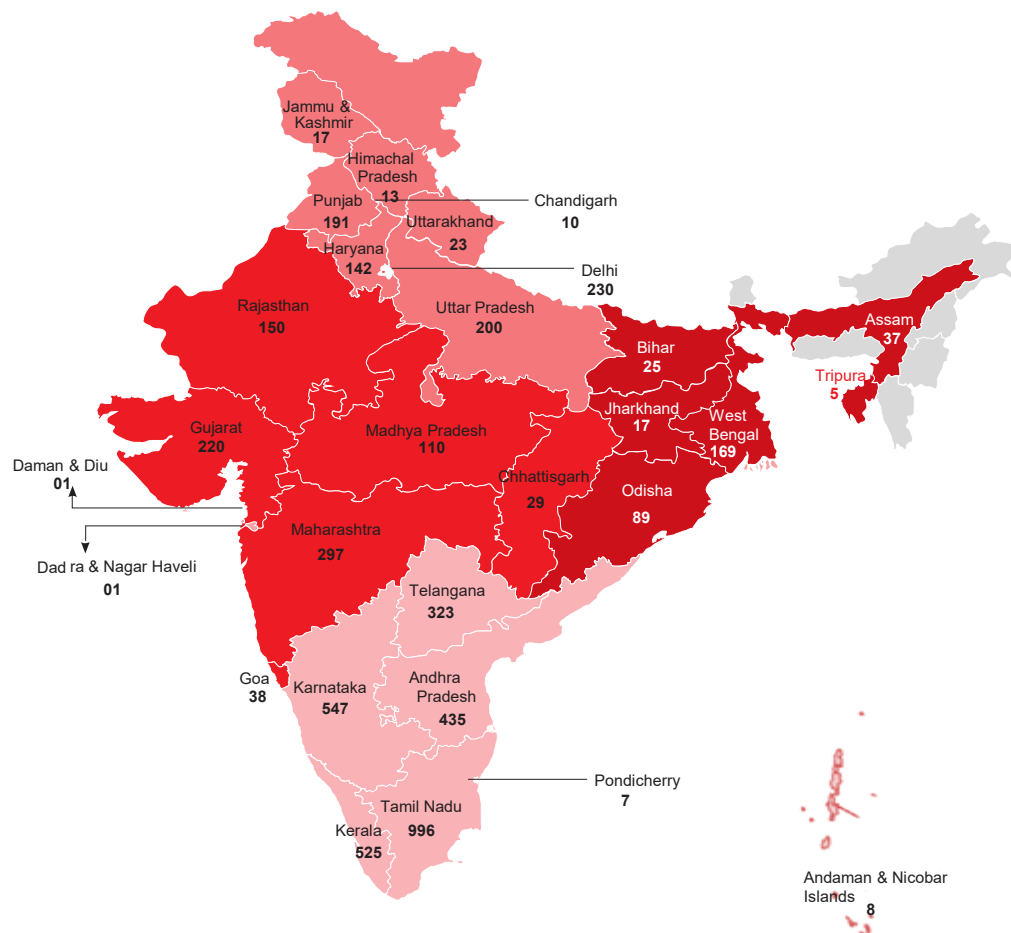 Jammu &
Kashmir
17
Himachal
Pradesh
13
Punjab
191
Chandigarh
10
Uttarakhand
23
Haryana
142
Delhi
230
Rajasthan
150
Uttar Pradesh
200
Assam
37
Bihar
25
Tripura
5
Jharkhand
17
West
Bengal
169
Gujarat
220
Madhya Pradesh
110
Daman & Diu
01
Chhattisgarh
29
Odisha
89
Maharashtra
297
Dad ra & Nagar Haveli
01
Telangana
323
Goa
38
Karnataka
547
Andhra
Pradesh
435
Pondicherry
7
Tamil Nadu
996
Kerala
525
Andaman & Nicobar
Islands
8